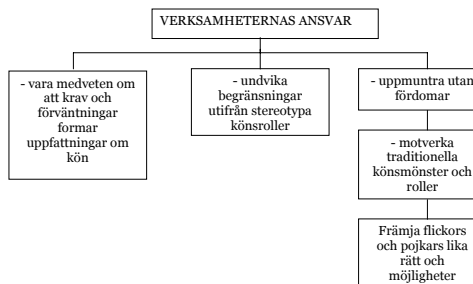 VERKSAMHETERNAS ANSVAR
- vara medveten om
att krav och
förväntningar
formar
uppfattningar om
kön
- undvika
begränsningar
utifrån stereotypa
könsroller
- uppmuntra utan
fördomar
- motverka
traditionella
könsmönster och
roller
Främja flickors
och pojkars lika
rätt och
möjligheter